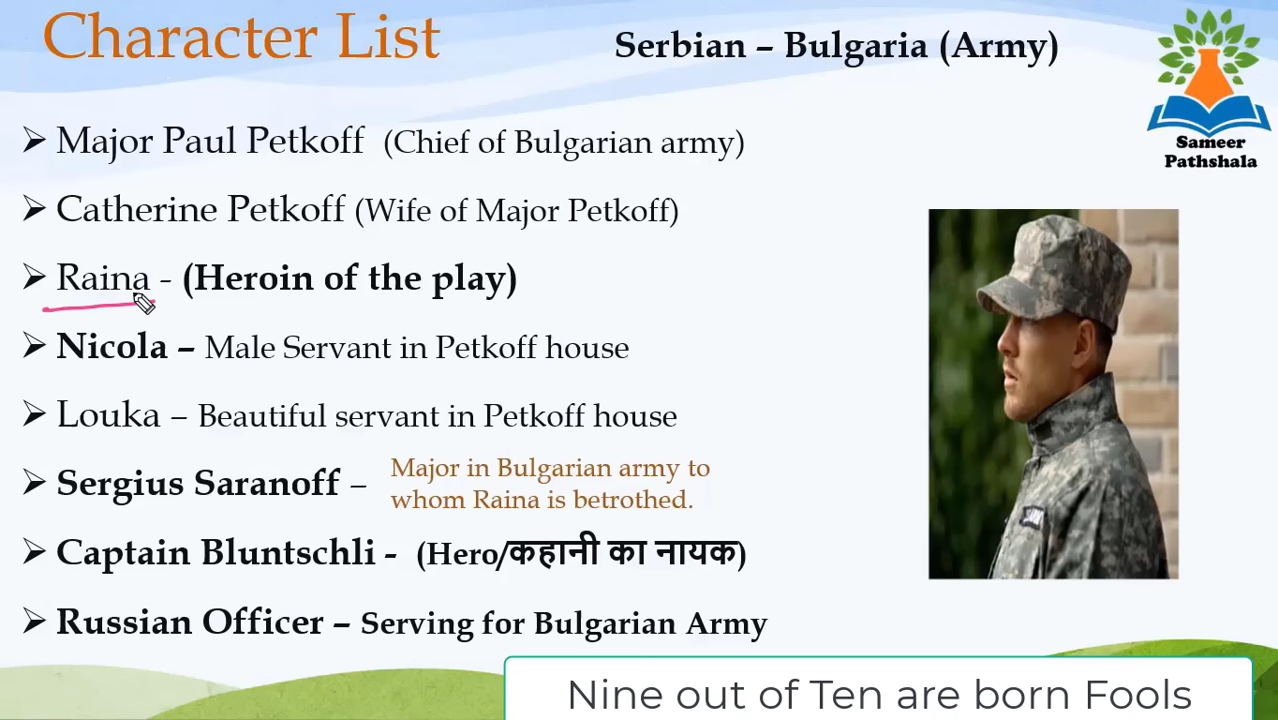 Character List
Serbian – Bulgaria (Army)
Sameer
Pathshala
Major Paul Petkoff (Chief of Bulgarian army)
Catherine Petkoff (Wife of Major Petkoff)
Raina - (Heroin of the play)
Nicola – Male Servant in Petkoff house
Louka – Beautiful servant in Petkoff house
Sergius Saranoff – Major in Bulgarian army to
whom Raina is betrothed.
Captain Bluntschli - (Hero/कहानी का नायक)
Russian Officer – Serving for Bulgarian Army
Nine out of Ten are born Fools